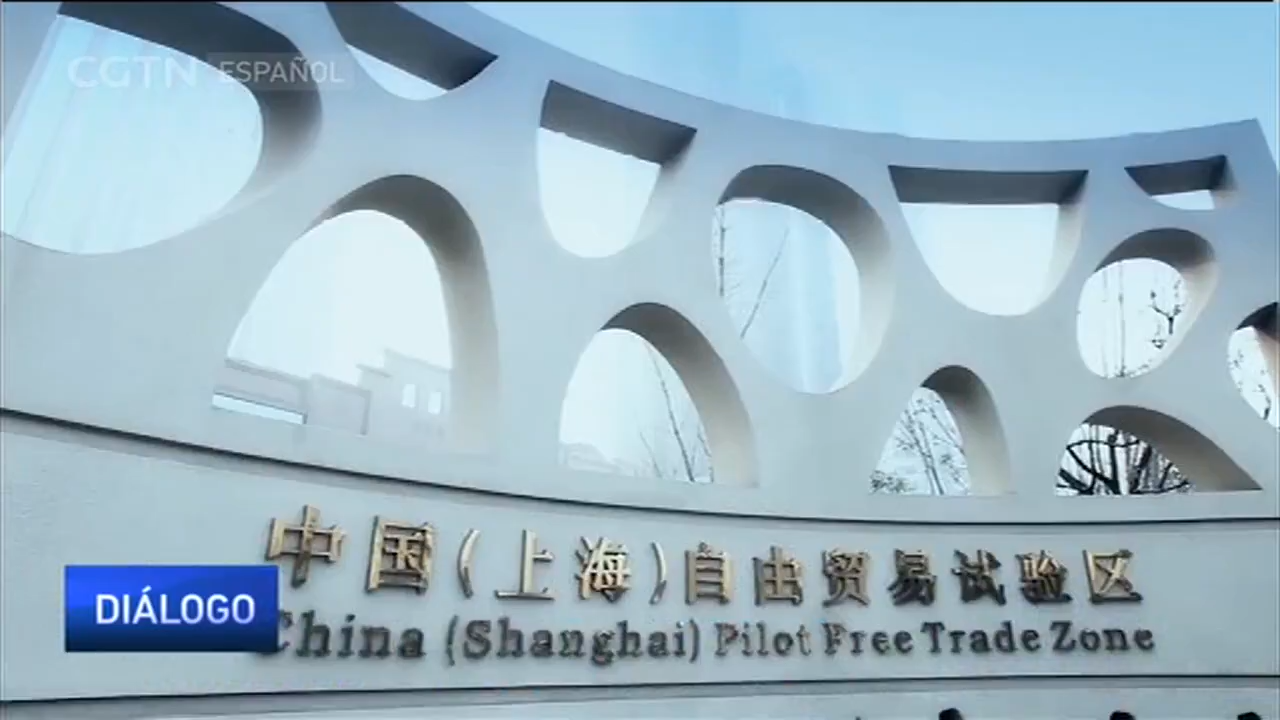 CGTN ESPAÑOL
中国(上海)自由贸易试验区
DIÁLOGO
China (Shanghai) Pilot Free Trade Zone